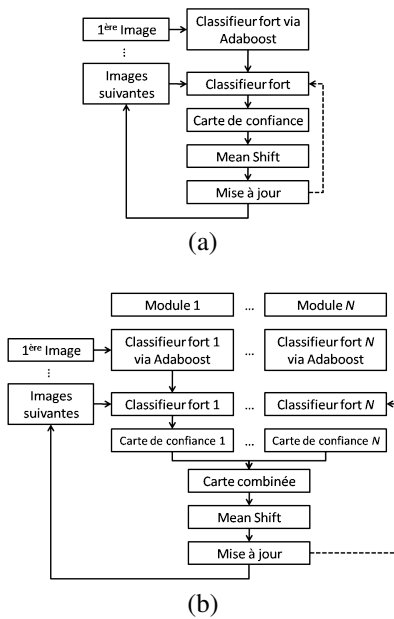 1ère Image
Classifieur fort via
Adaboost
⋮
Images
suivantes
Classifieur fort
Carte de confiance
Mean Shift
Mise à jour
(a)
Module 1 ... Module N
1ère Image
Classifieur fort 1
via Adaboost
...
Classifieur fort N
via Adaboost
⋮
Images
suivantes
Classifieur fort 1 ... Classifieur fort N
Carte de confiance 1 ... Carte de confiance N
Carte combinée
Mean Shift
Mise à jour
(b)